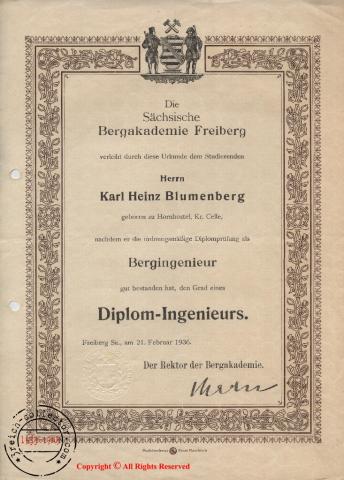 Die
Sächsische
Bergakademie Freiberg
verleiht durch diese Urkunde dem Studierenden
Herrn
Karl Heinz Blumenberg
geboren zu Hornbostel, Kr. Celle,
nachdem er die ordnungsmäßige Diplomprüfung als
Bergingenieur
gut bestanden hat, den Grad eines
Diplom-Ingenieurs.
Freiberg Sa., am 21. Februar 1936.
Der Rektor der Bergakademie.
Copyright © All Rights Reserved